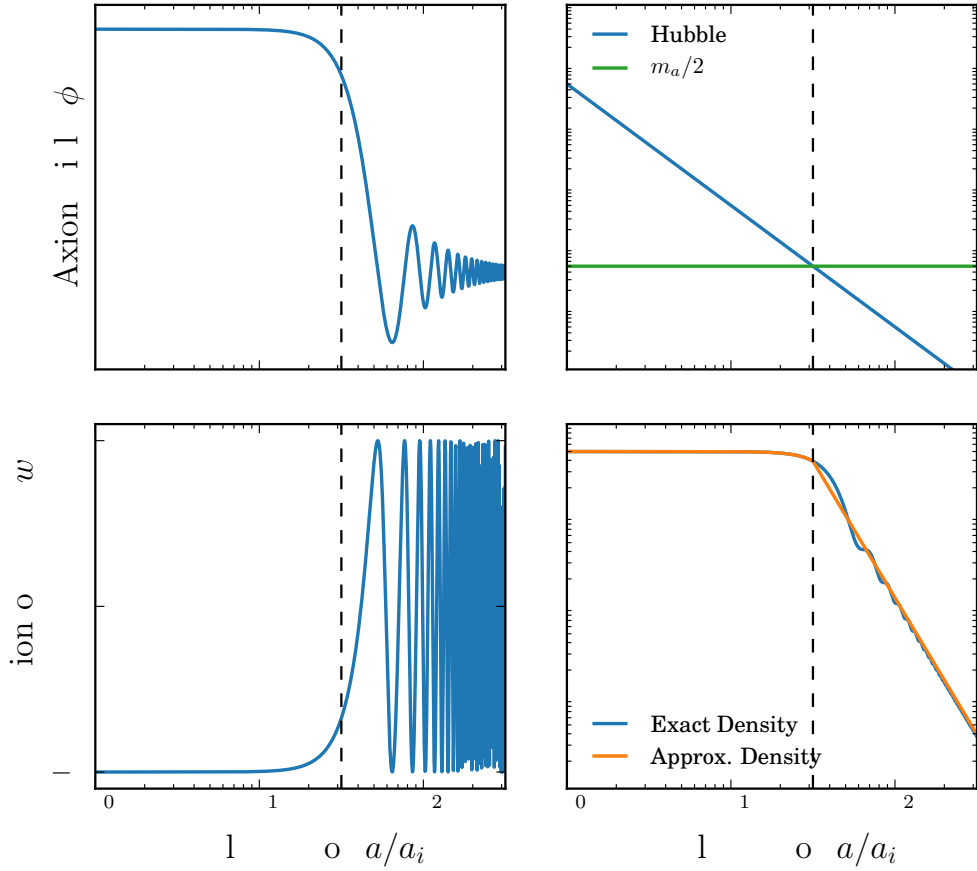 Axion i l ϕ
Hubble
m_a/2
ion o w
–
Exact Density
Approx. Density
0 1 2
0 1 2
l o a/a_i
l o a/a_i